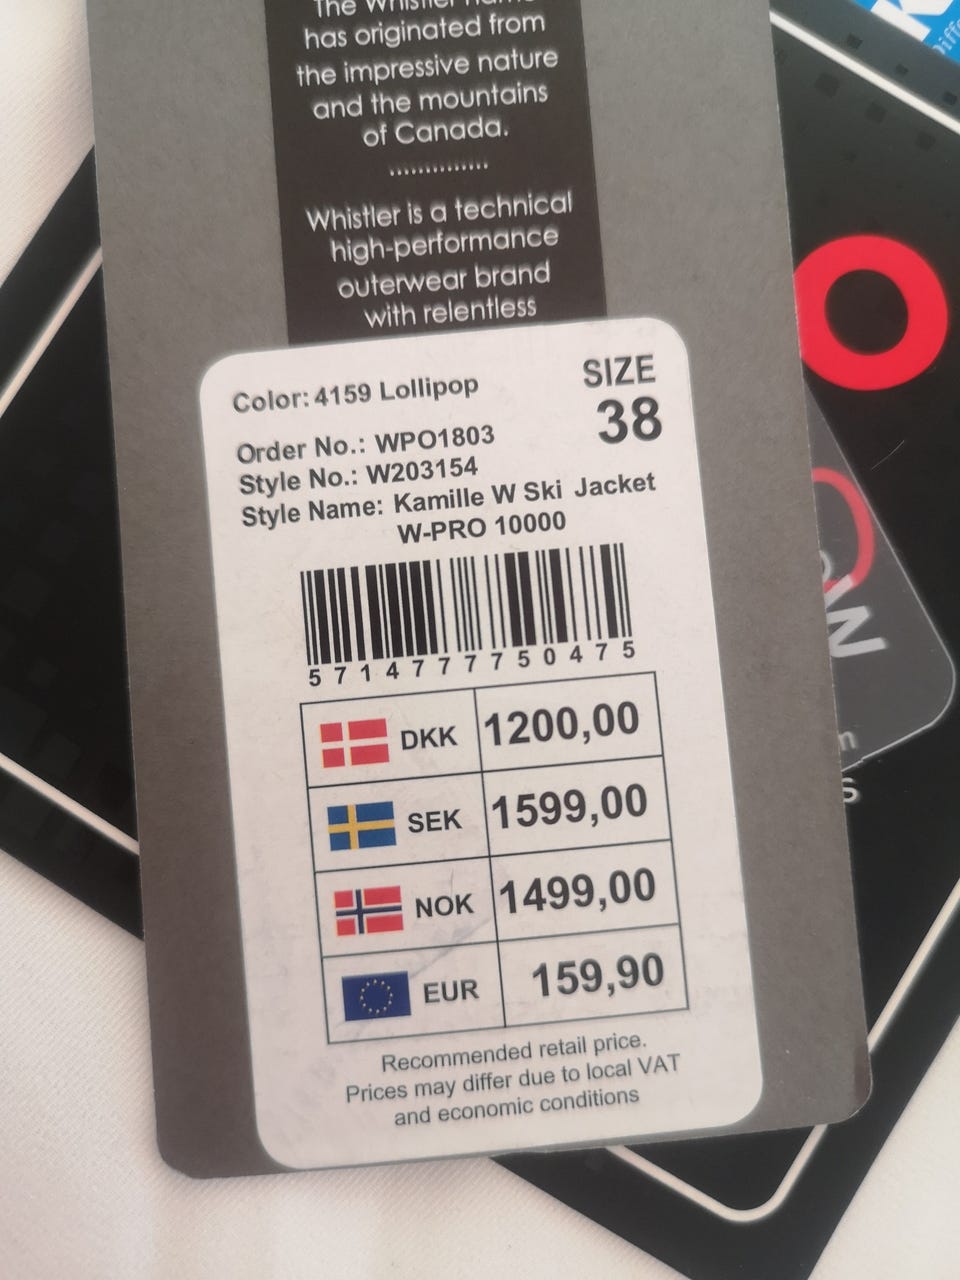 The Whistler name
has originated from
the impressive nature
and the mountains
of Canada.
..............
Whistler is a technical
high-performance
outerwear brand
with relentless
Color: 4159 Lollipop
SIZE
38
Order No.: WPO1803
Style No.: W203154
Style Name: Kamille W Ski Jacket
W-PRO 10000
5714777750475
DKK 1200,00
SEK 1599,00
NOK 1499,00
EUR 159,90
Recommended retail price.
Prices may differ due to local VAT
and economic conditions